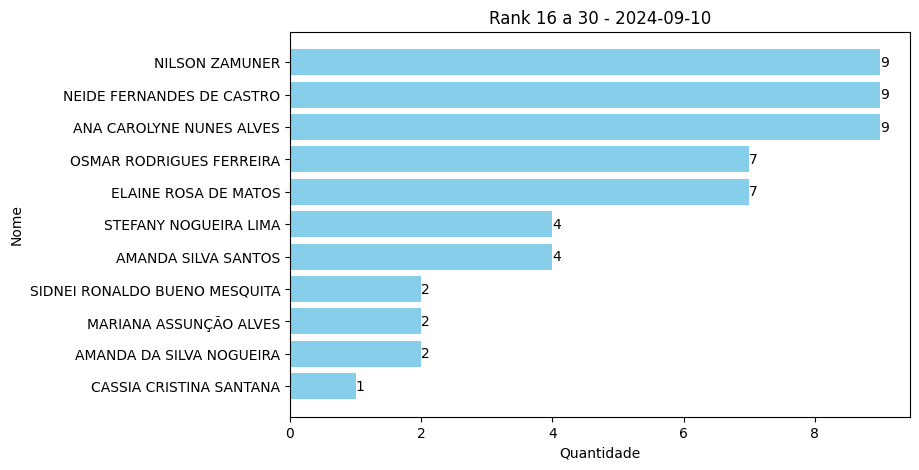 Rank 16 a 30 - 2024-09-10
Nome
NILSON ZAMUNER 9
NEIDE FERNANDES DE CASTRO 9
ANA CAROLYNE NUNES ALVES 9
OSMAR RODRIGUES FERREIRA 7
ELAINE ROSA DE MATOS 7
STEFANY NOGUEIRA LIMA 4
AMANDA SILVA SANTOS 4
SIDNEI RONALDO BUENO MESQUITA 2
MARIANA ASSUNÇÃO ALVES 2
AMANDA DA SILVA NOGUEIRA 2
CASSIA CRISTINA SANTANA 1
0 2 4 6 8
Quantidade